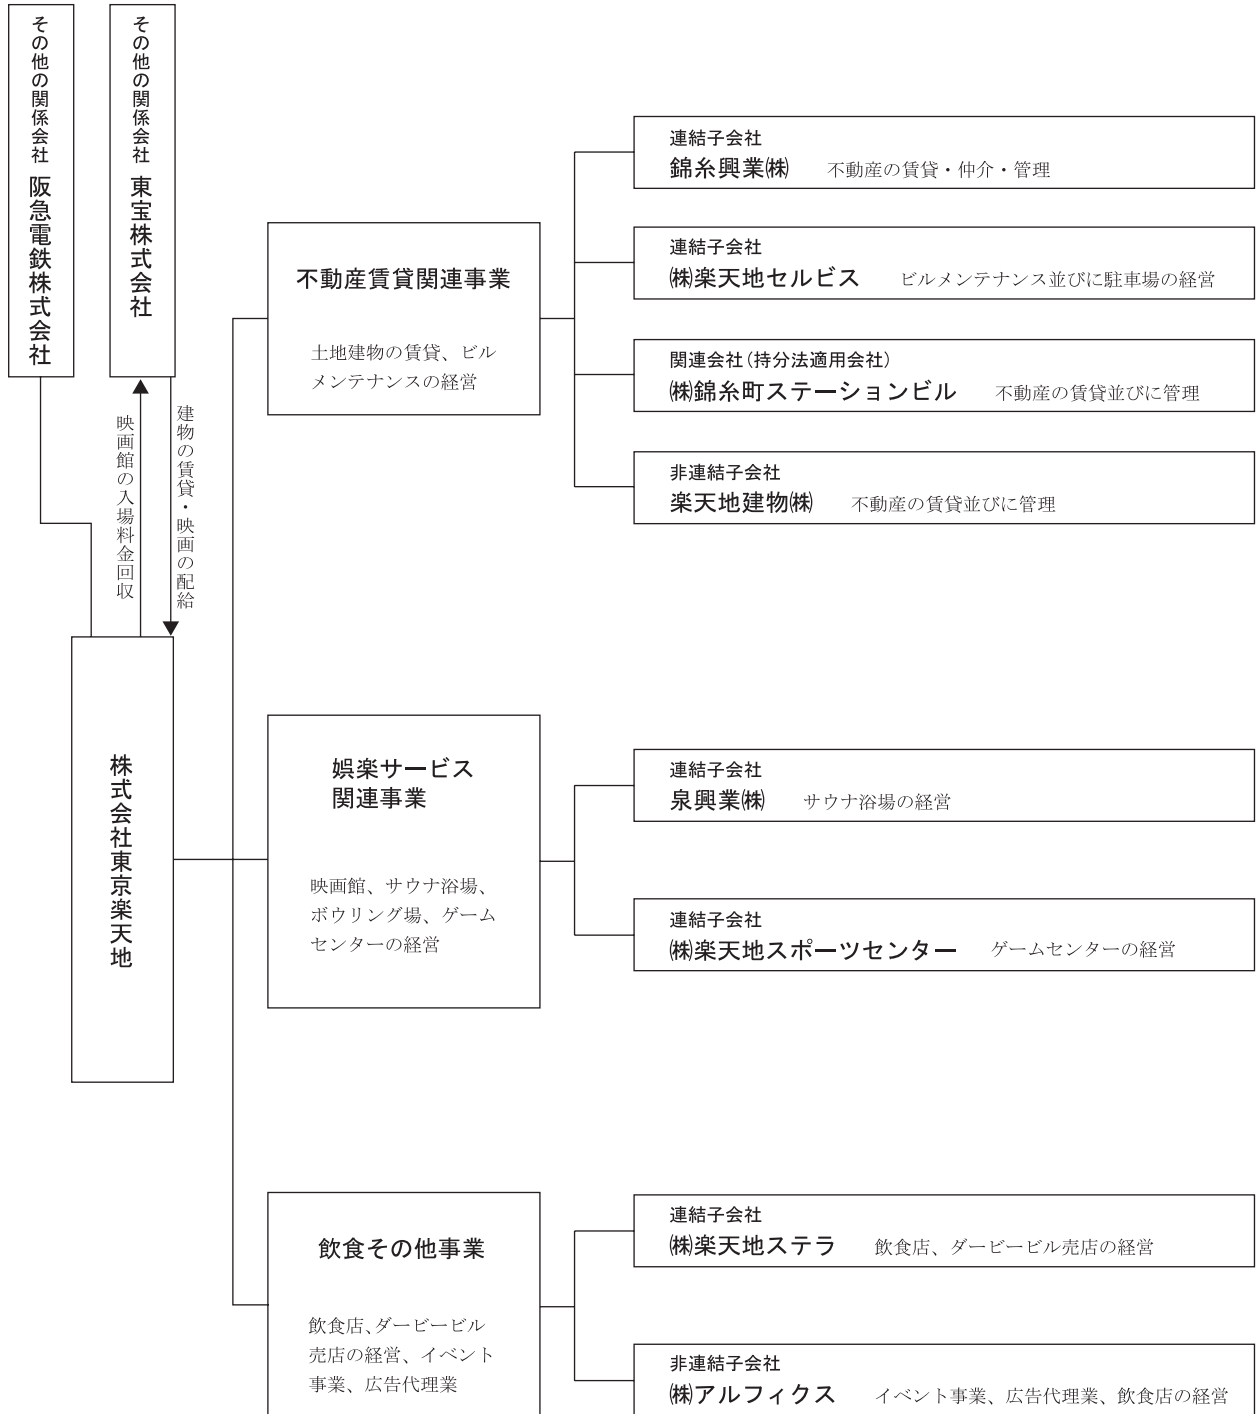 その他の関係会社 阪急電鉄株式会社
その他の関係会社 東宝株式会社
映画館の入場料金回収
建物の賃貸・映画の配給
株式会社東京楽天地
不動産賃貸関連事業
土地建物の賃貸、ビル
メンテナンスの経営
連結子会社
錦糸興業㈱ 不動産の賃貸・仲介・管理
連結子会社
㈱楽天地セルビス ビルメンテナンス並びに駐車場の経営
関連会社(持分法適用会社)
㈱錦糸町ステーションビル 不動産の賃貸並びに管理
非連結子会社
楽天地建物㈱ 不動産の賃貸並びに管理
娯楽サービス
関連事業
映画館、サウナ浴場、
ボウリング場、ゲーム
センターの経営
連結子会社
泉興業㈱ サウナ浴場の経営
連結子会社
㈱楽天地スポーツセンター ゲームセンターの経営
飲食その他事業
飲食店、ダービービル
売店の経営、イベント
事業、広告代理業
連結子会社
㈱楽天地ステラ 飲食店、ダービービル売店の経営
非連結子会社
㈱アルフィクス イベント事業、広告代理業、飲食店の経営